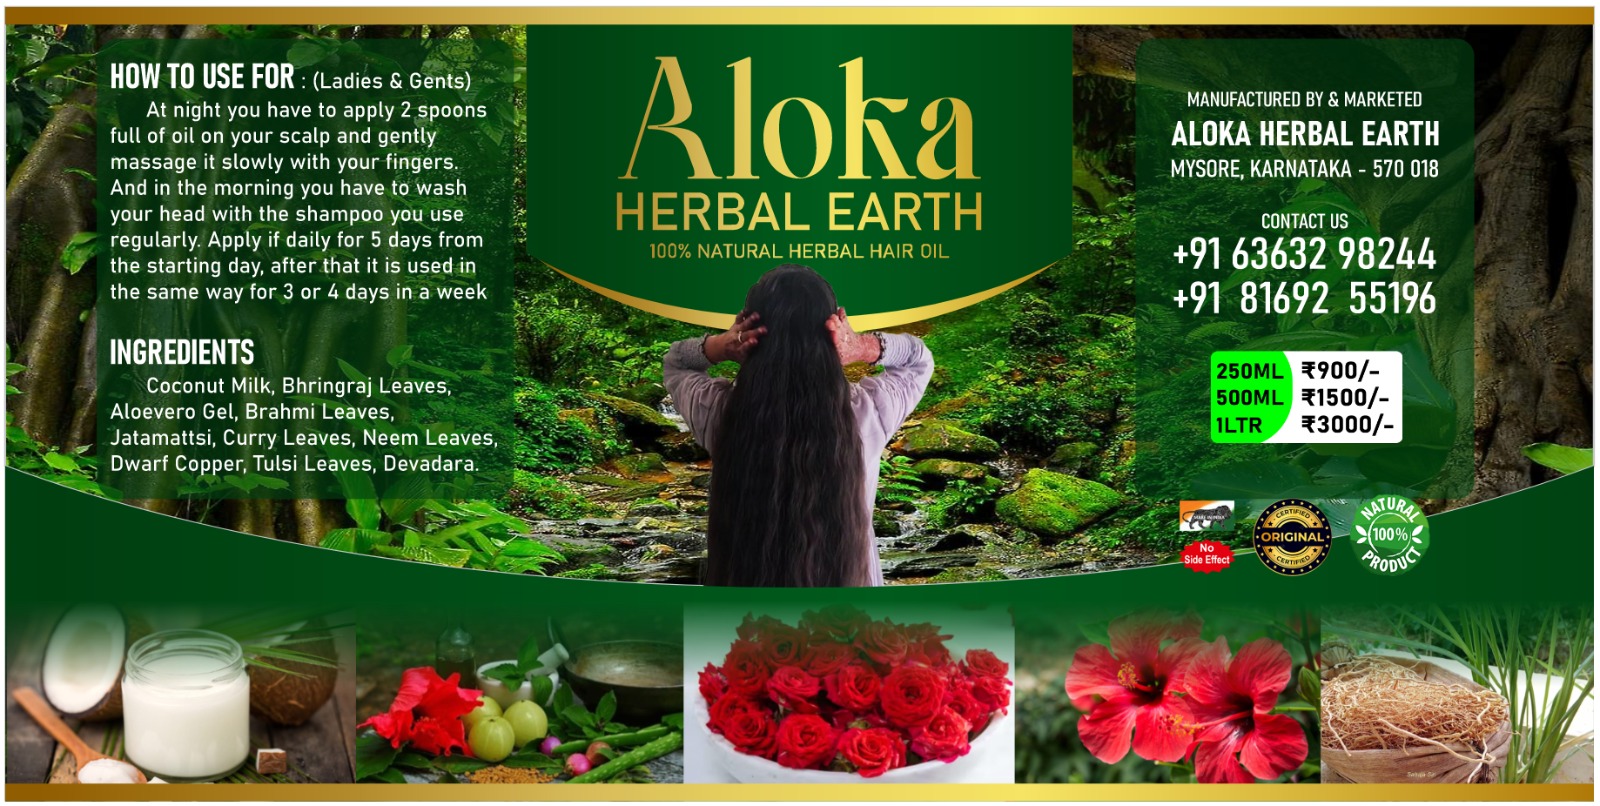 HOW TO USE FOR : (Ladies & Gents)
At night you have to apply 2 spoons
full of oil on your scalp and gently
massage it slowly with your fingers.
And in the morning you have to wash
your head with the shampoo you use
regularly. Apply if daily for 5 days from
the starting day, after that it is used in
the same way for 3 or 4 days in a week
INGREDIENTS
Coconut Milk, Bhringraj Leaves,
Aloevero Gel, Brahmi Leaves,
Jatamattsi, Curry Leaves, Neem Leaves,
Dwarf Copper, Tulsi Leaves, Devadara.
Aloka
HERBAL EARTH
100% NATURAL HERBAL HAIR OIL
MANUFACTURED BY & MARKETED
ALOKA HERBAL EARTH
MYSORE, KARNATAKA - 570 018
CONTACT US
+91 63632 98244
+91 81692 55196
250ML ₹900/-
500ML ₹1500/-
1LTR ₹3000/-
MAKE IN INDIA
No
Side Effect
CERTIFIED
ORIGINAL
CERTIFIED
NATURAL
100%
PRODUCT